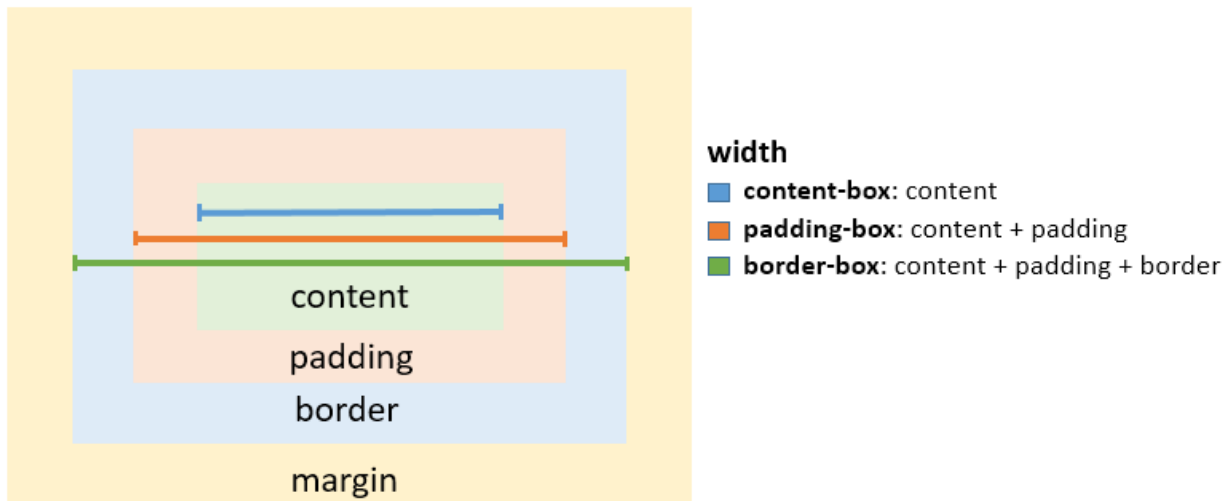 width
content-box: content
padding-box: content + padding
border-box: content + padding + border
content
padding
border
margin